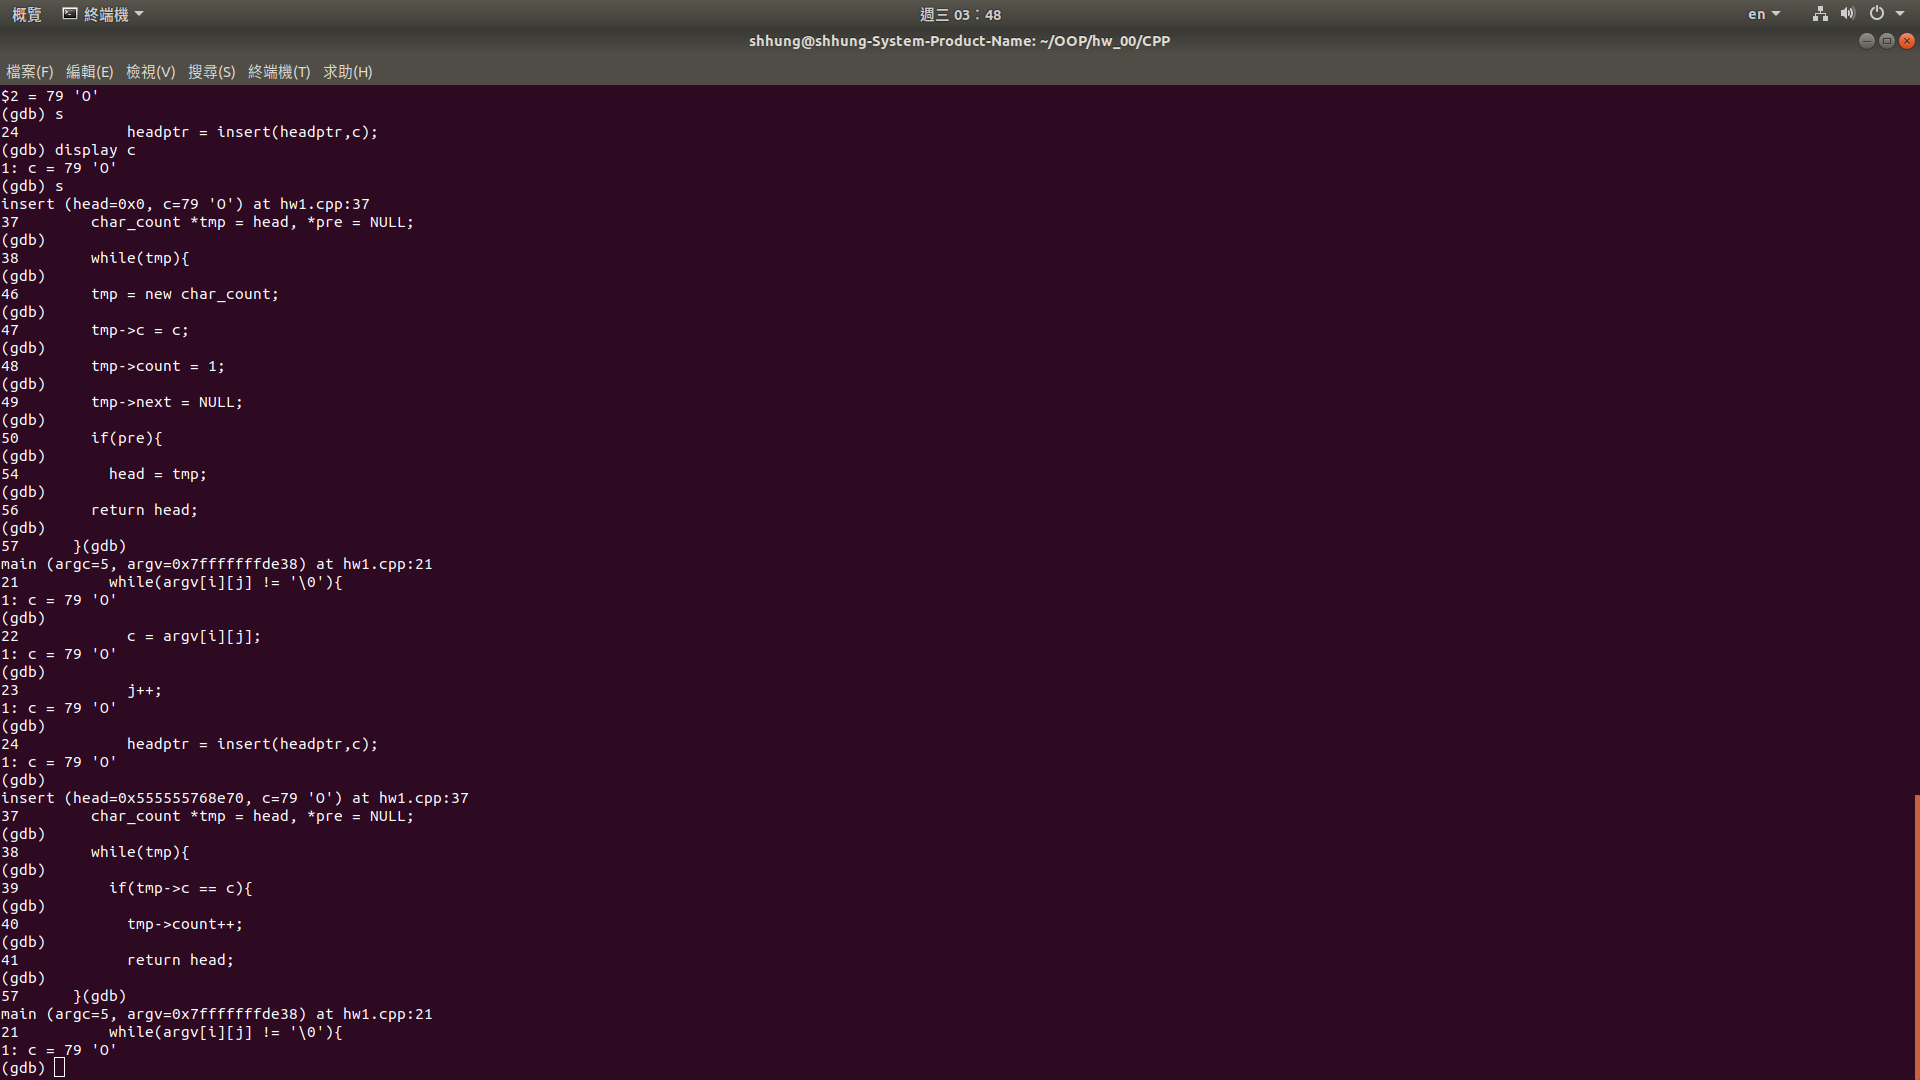 概覽 終端機 週三 03：48 en
shhung@shhung-System-Product-Name: ~/OOP/hw_00/CPP
檔案(F) 編輯(E) 檢視(V) 搜尋(S) 終端機(T) 求助(H)
$2 = 79 'O'
(gdb) s
24            headptr = insert(headptr,c);
(gdb) display c
1: c = 79 'O'
(gdb) s
insert (head=0x0, c=79 'O') at hw1.cpp:37
37        char_count *tmp = head, *pre = NULL;
(gdb)
38        while(tmp){
(gdb)
46        tmp = new char_count;
(gdb)
47        tmp->c = c;
(gdb)
48        tmp->count = 1;
(gdb)
49        tmp->next = NULL;
(gdb)
50        if(pre){
(gdb)
54          head = tmp;
(gdb)
56        return head;
(gdb)
57      }(gdb)
main (argc=5, argv=0x7fffffffde38) at hw1.cpp:21
21          while(argv[i][j] != '\0'){
1: c = 79 'O'
(gdb)
22            c = argv[i][j];
1: c = 79 'O'
(gdb)
23            j++;
1: c = 79 'O'
(gdb)
24            headptr = insert(headptr,c);
1: c = 79 'O'
(gdb)
insert (head=0x555555768e70, c=79 'O') at hw1.cpp:37
37        char_count *tmp = head, *pre = NULL;
(gdb)
38        while(tmp){
(gdb)
39          if(tmp->c == c){
(gdb)
40            tmp->count++;
(gdb)
41            return head;
(gdb)
57      }(gdb)
main (argc=5, argv=0x7fffffffde38) at hw1.cpp:21
21          while(argv[i][j] != '\0'){
1: c = 79 'O'
(gdb)